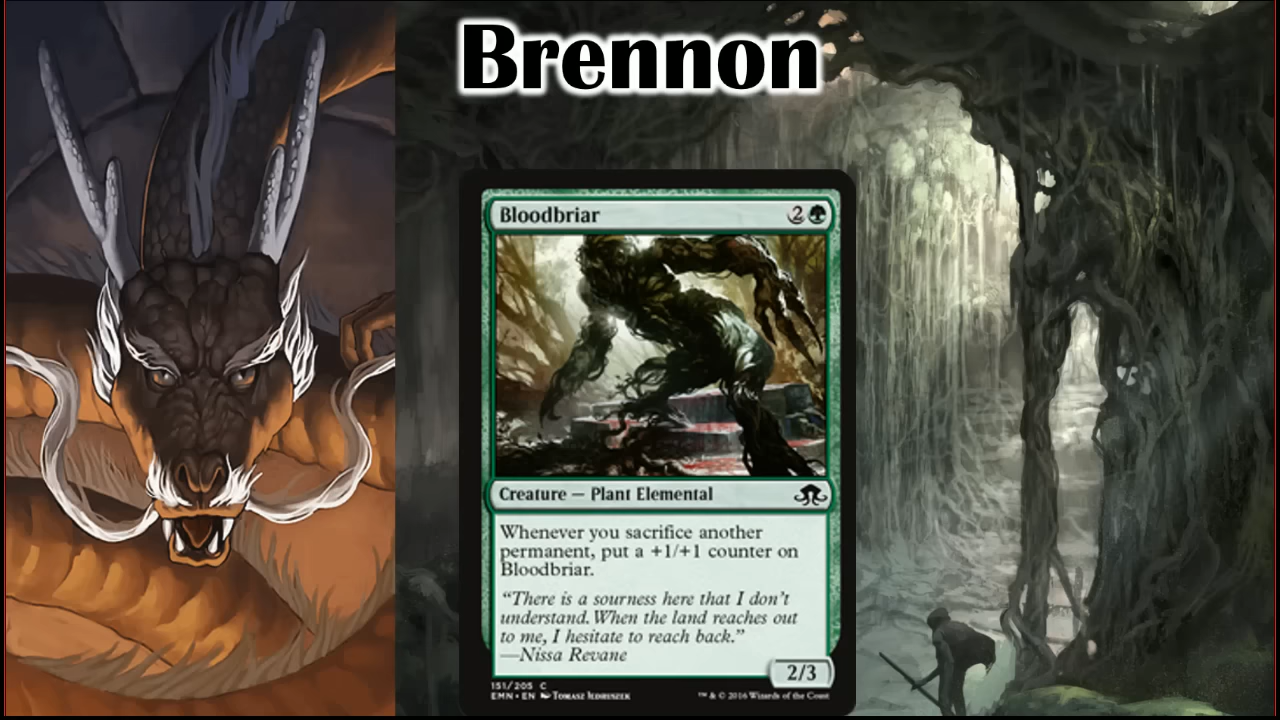 Brennon
Bloodbriar 2
Creature — Plant Elemental
Whenever you sacrifice another
permanent, put a +1/+1 counter on
Bloodbriar.
“There is a sourness here that I don’t
understand. When the land reaches out
to me, I hesitate to reach back.”
—Nissa Revane
2/3
151/205 C
EMN • EN Tomasz Jedruszek ™ & © 2016 Wizards of the Coast